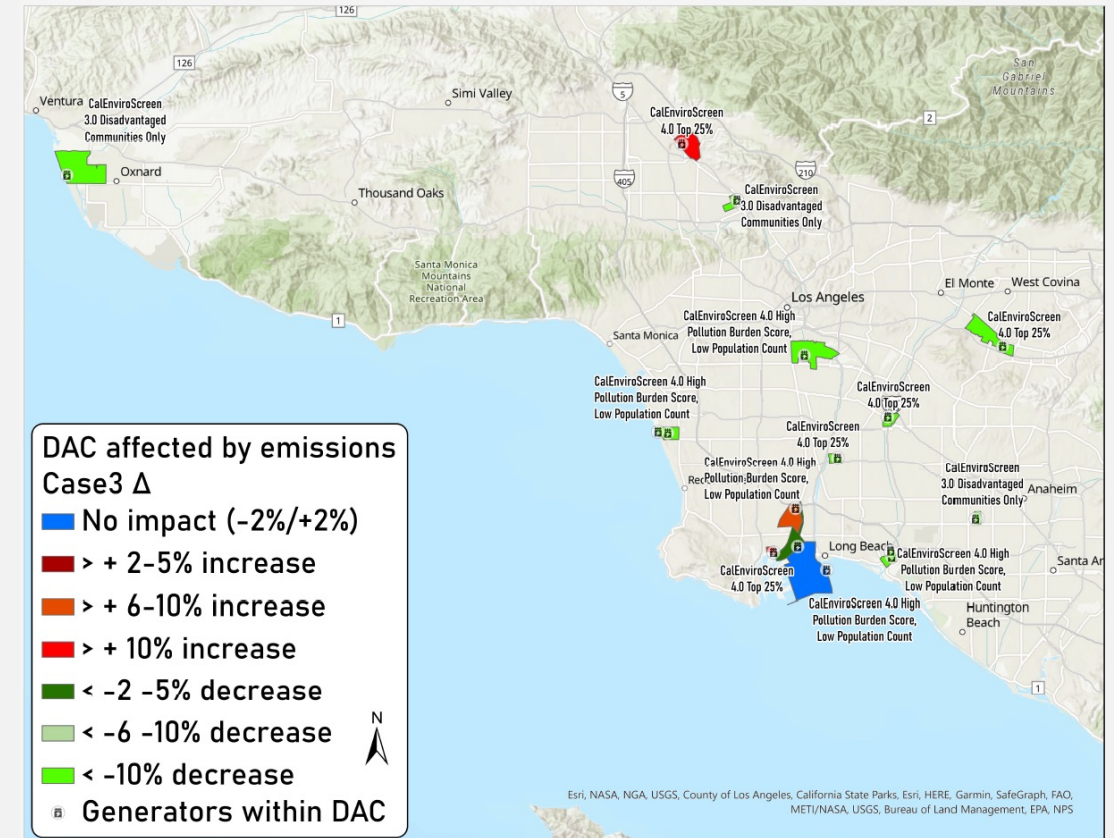 126
126
5
San
Gabriel
Mountains
2
Ventura
CalEnviroScreen
3.0 Disadvantaged
Communities Only
Simi Valley
CalEnviroScreen
4.0 Top 25%
Oxnard
405
210
Thousand Oaks
CalEnviroScreen
3.0 Disadvantaged
Communities Only
Santa Monica
Mountains
National
Recreation Area
El Monte
West Covina
Los Angeles
1
CalEnviroScreen 4.0 High
Pollution Burden Score,
Low Population Count
CalEnviroScreen
4.0 Top 25%
Santa Monica
CalEnviroScreen 4.0 High
Pollution Burden Score,
Low Population Count
CalEnviroScreen
4.0 Top 25%
CalEnviroScreen
4.0 Top 25%
CalEnviroScreen 4.0 High
Pollution Burden Score,
Low Population Count
CalEnviroScreen
3.0 Disadvantaged
Communities Only
Anaheim
Long Beach
CalEnviroScreen 4.0 High
Pollution Burden Score,
Low Population Count
Santa An
CalEnviroScreen
4.0 Top 25%
CalEnviroScreen 4.0 High
Pollution Burden Score,
Low Population Count
Huntington
Beach
1
DAC affected by emissions
Case3 Δ
No impact (-2%/+2%)
> + 2-5% increase
> + 6-10% increase
> + 10% increase
< -2 -5% decrease
< -6 -10% decrease
< -10% decrease
Generators within DAC
N
Esri, NASA, NGA, USGS, County of Los Angeles, California State Parks, Esri, HERE, Garmin, SafeGraph, FAO,
METI/NASA, USGS, Bureau of Land Management, EPA, NPS